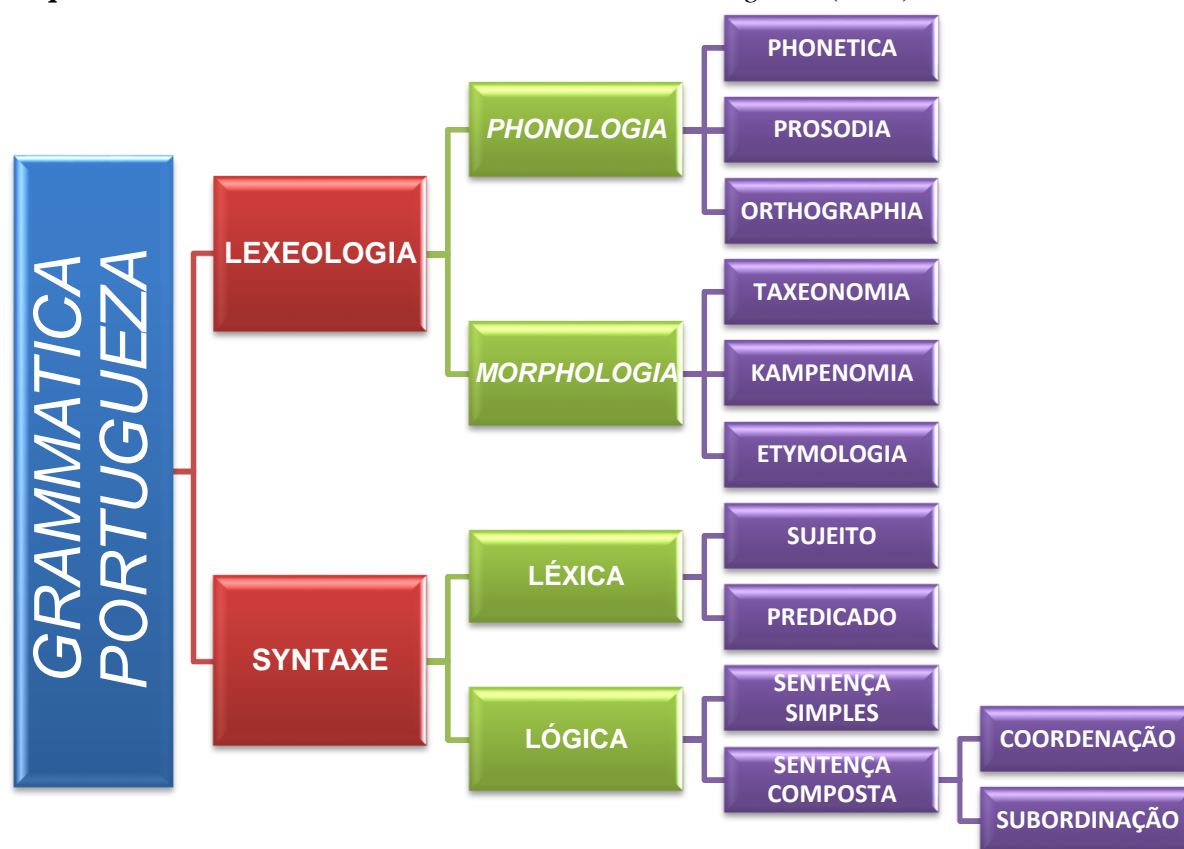 GRAMMATICA
PORTUGUEZA
LEXEOLOGIA
PHONOLOGIA
PHONETICA
PROSODIA
ORTHOGRAPHIA
MORPHOLOGIA
TAXEONOMIA
KAMPENOMIA
ETYMOLOGIA
SYNTAXE
LÉXICA
SUJEITO
PREDICADO
LÓGICA
SENTENÇA
SIMPLES
SENTENÇA
COMPOSTA
COORDENAÇÃO
SUBORDINAÇÃO